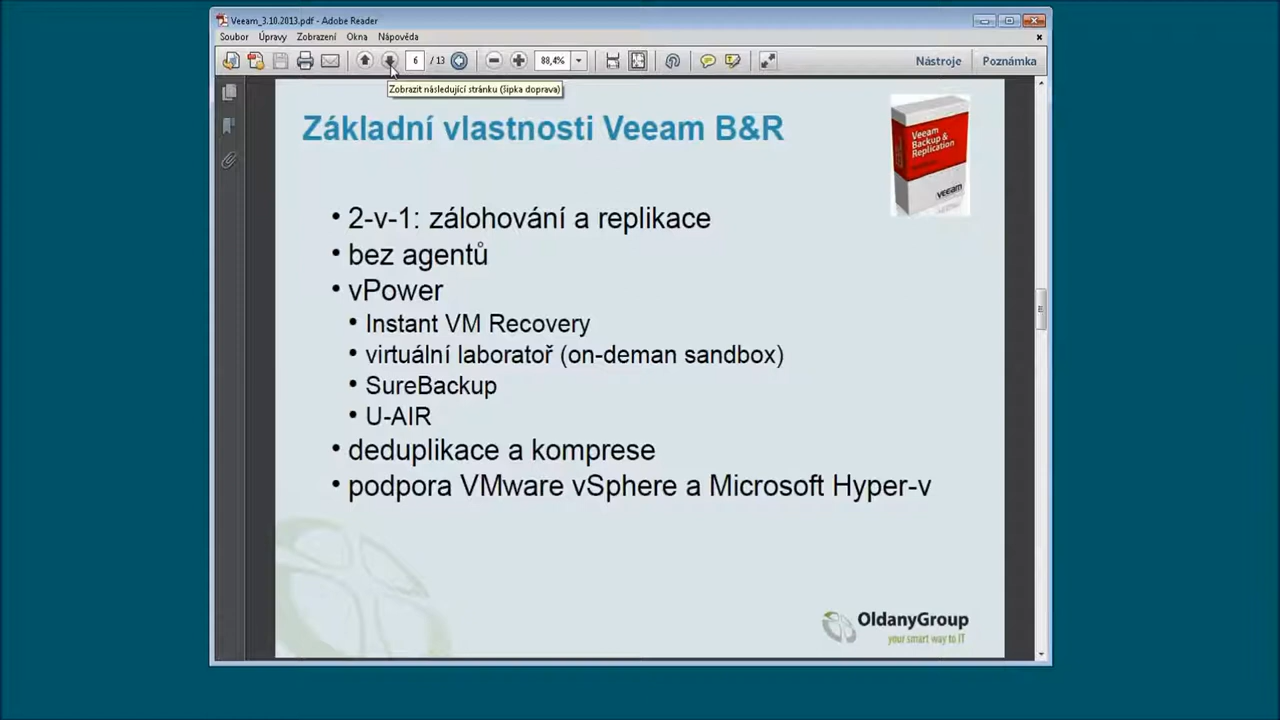 Veeam_3.10.2013.pdf - Adobe Reader
Soubor Úpravy Zobrazení Okna Nápověda
6 / 13 88,4% Nástroje Poznámka
Zobrazit následující stránku (šipka doprava)
Základní vlastnosti Veeam B&R
Veeam
Backup &
Replication
veeam
• 2-v-1: zálohování a replikace
• bez agentů
• vPower
• Instant VM Recovery
• virtuální laboratoř (on-deman sandbox)
• SureBackup
• U-AIR
• deduplikace a komprese
• podpora VMware vSphere a Microsoft Hyper-v
OldanyGroup
your smart way to IT